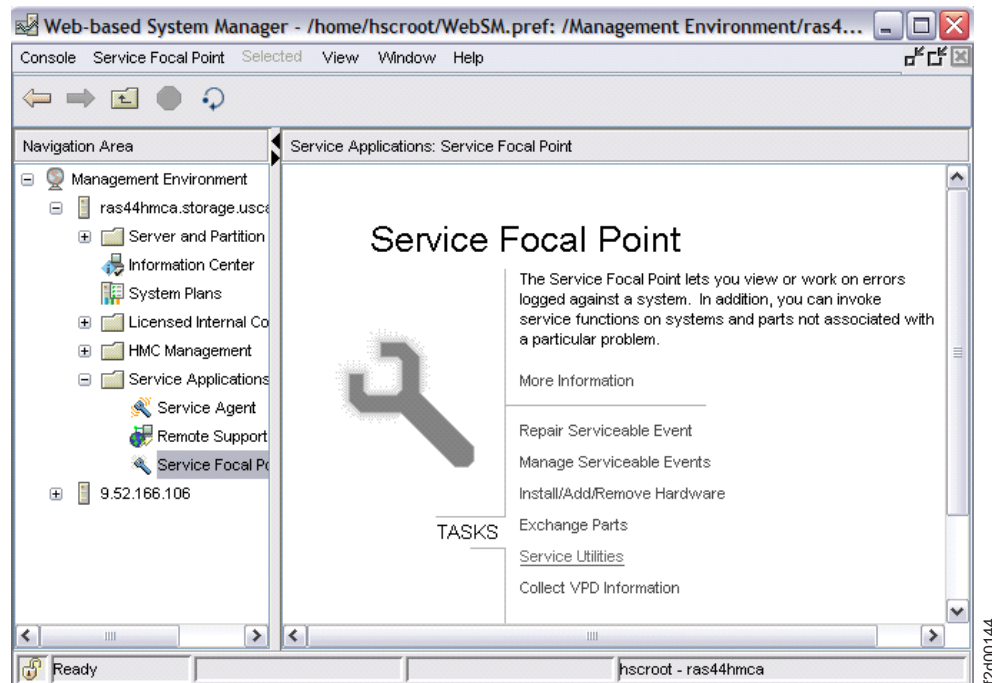 Web-based System Manager - /home/hscroot/WebSM.pref: /Management Environment/ras4...
Console Service Focal Point Selected View Window Help
Navigation Area
Management Environment
ras44hmca.storage.usca
Server and Partition
Information Center
System Plans
Licensed Internal Co
HMC Management
Service Applications
Service Agent
Remote Support
Service Focal Po
9.52.166.106
Service Applications: Service Focal Point
Service Focal Point
The Service Focal Point lets you view or work on errors
logged against a system. In addition, you can invoke
service functions on systems and parts not associated with
a particular problem.
More Information
TASKS
Repair Serviceable Event
Manage Serviceable Events
Install/Add/Remove Hardware
Exchange Parts
Service Utilities
Collect VPD Information
Ready
hscroot - ras44hmca
f2d00144